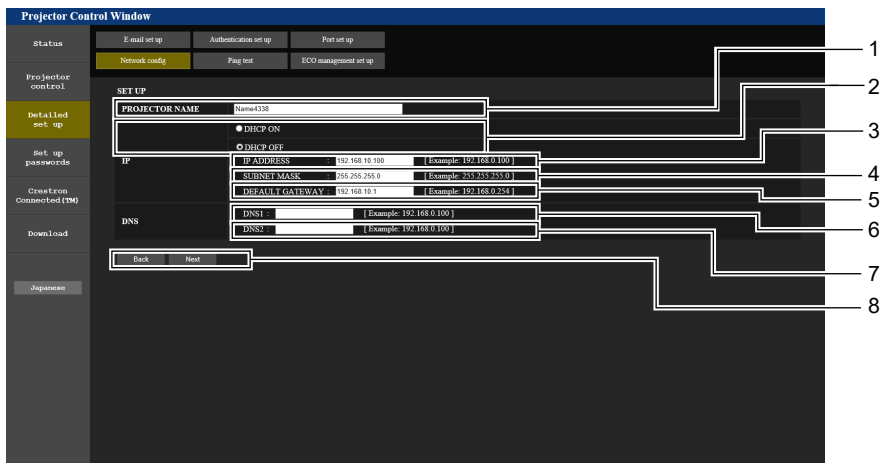 Projector Control Window
Status
E-mail set up
Authentication set up
Port set up
Network config
Ping test
ECO management set up
1
Projector
control
SET UP
2
PROJECTOR NAME
Name4338
Detailed
set up
DHCP ON
3
DHCP OFF
Set up
passwords
IP
IP ADDRESS : 192.168.10.100 [ Example: 192.168.0.100 ]
SUBNET MASK : 255.255.255.0 [ Example: 255.255.255.0 ]
4
DEFAULT GATEWAY : 192.168.10.1 [ Example: 192.168.0.254 ]
5
Crestron
Connected(TM)
DNS
DNS1 : [ Example: 192.168.0.100 ]
6
DNS2 : [ Example: 192.168.0.100 ]
Download
Back
Next
7
Japanese
8